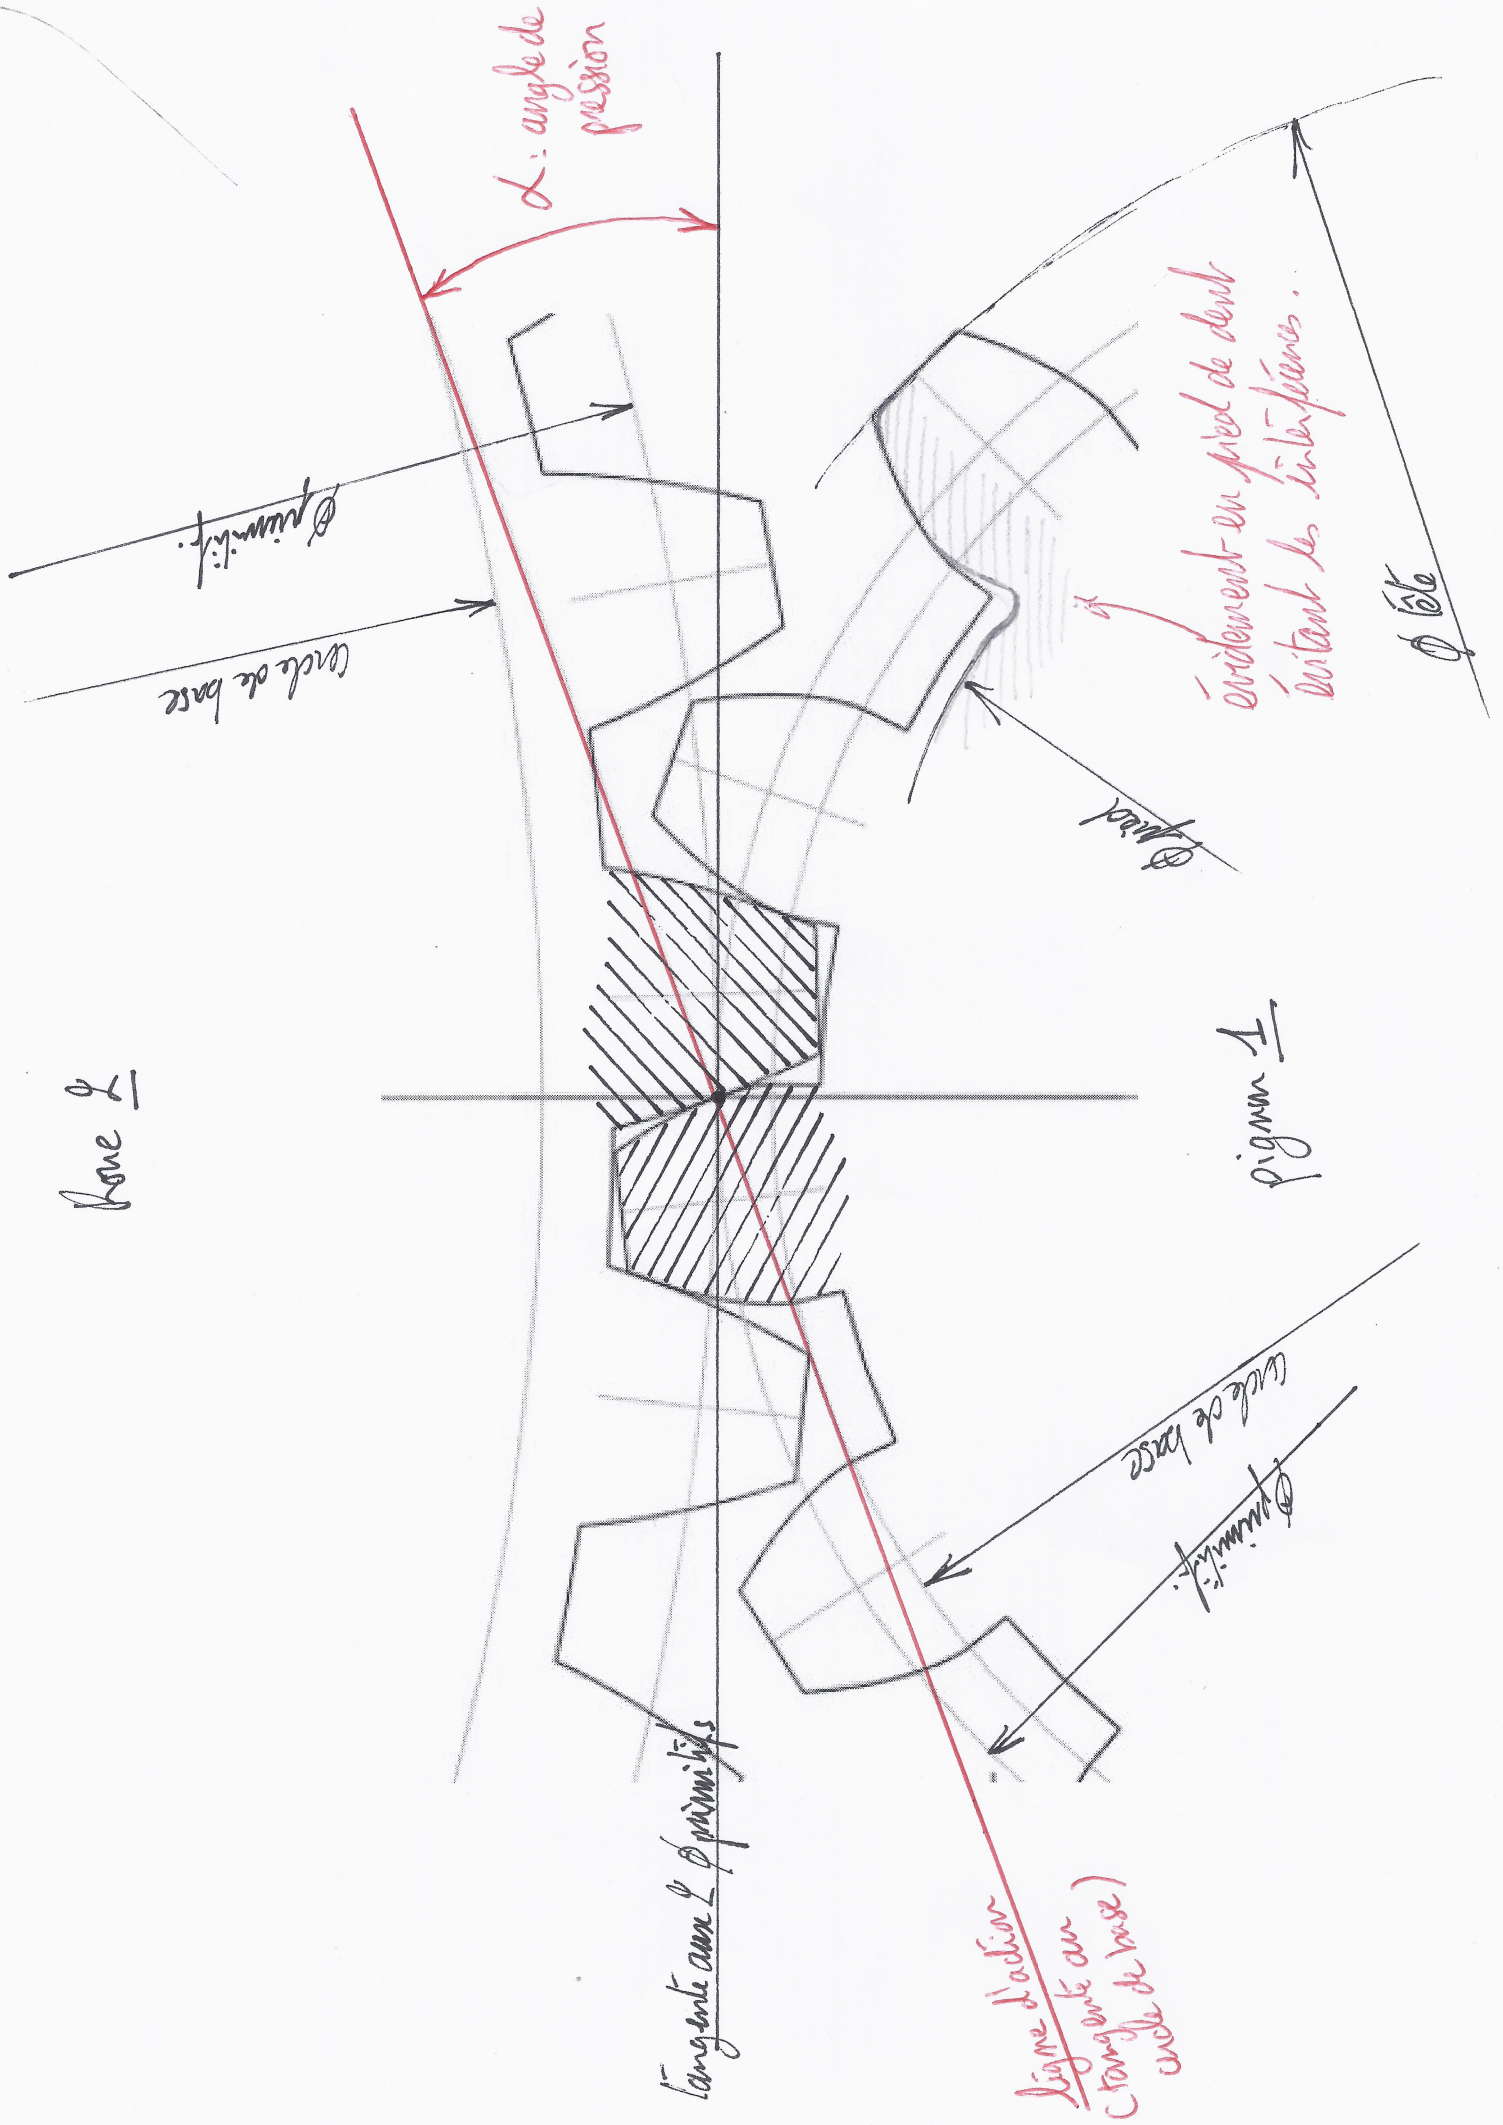 Roue 2
Ø primitif.
cercle de base
α = angle de
pression
tangente aux 2 Ø primitifs
ligne d'action
(tangente au
cercle de base)
cercle de base
Ø primitif.
pignon 1
Ø pied
évidement en pied de dent
évitant les interférences.
Ø tête